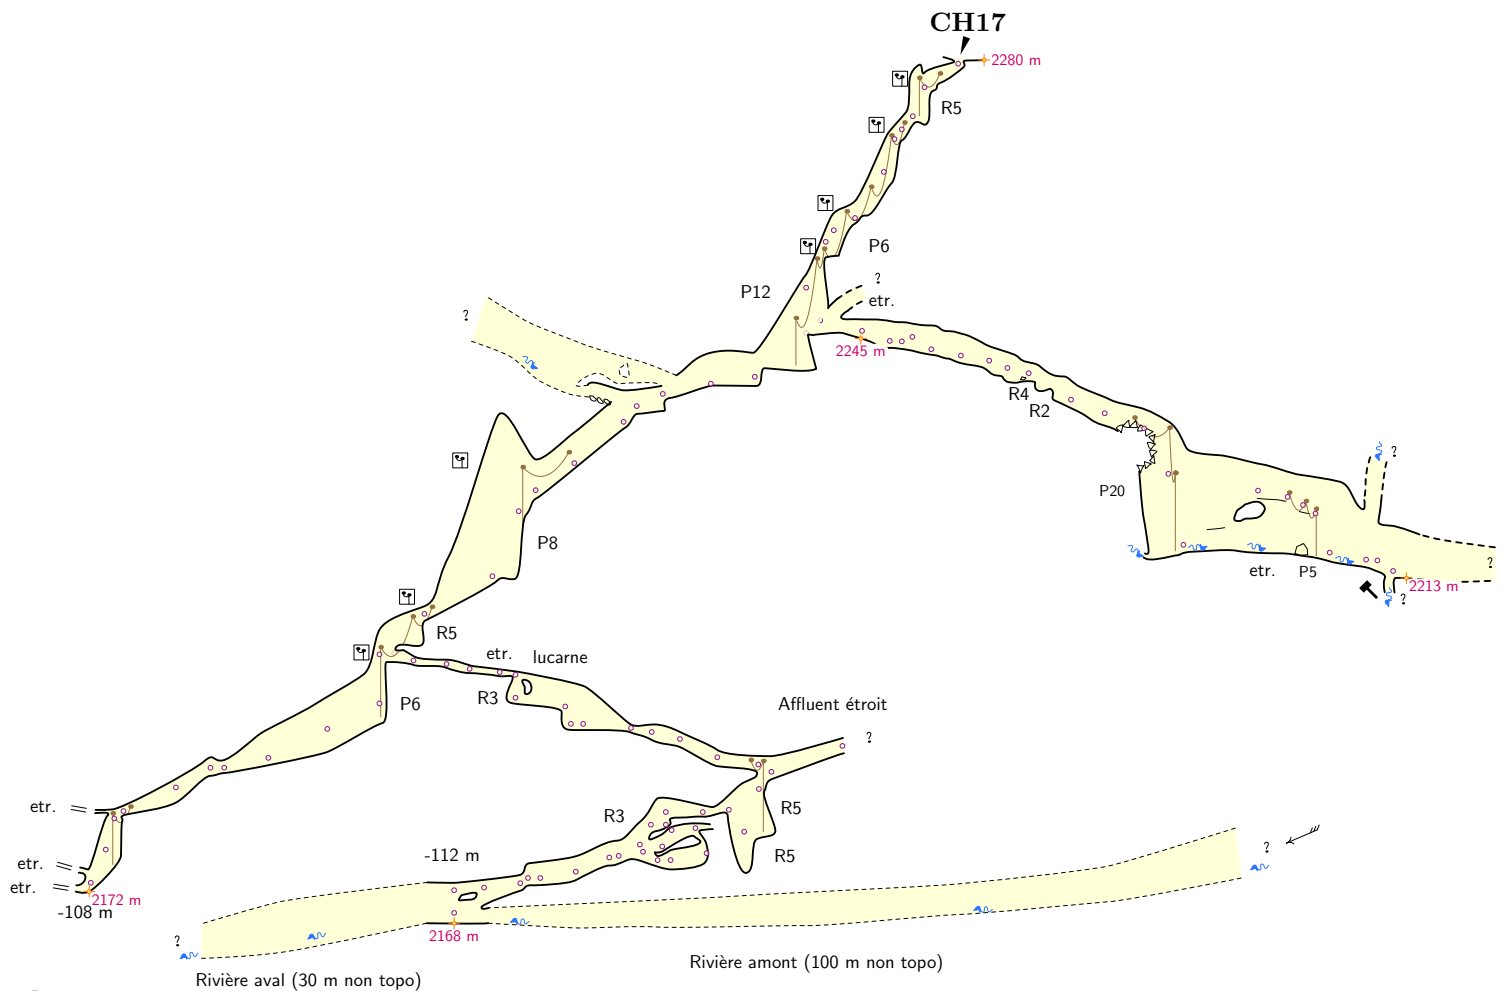 CH17
2280 m
R5
P6
?
P12
etr.
?
2245 m
R4
R2
?
P20
P8
etr.
P5
?
2213 m
?
R5
etr.
lucarne
R3
P6
Affluent étroit
?
etr.
R3
R5
?
-112 m
R5
etr.
etr.
2172 m
-108 m
?
2168 m
Rivière amont (100 m non topo)
Rivière aval (30 m non topo)